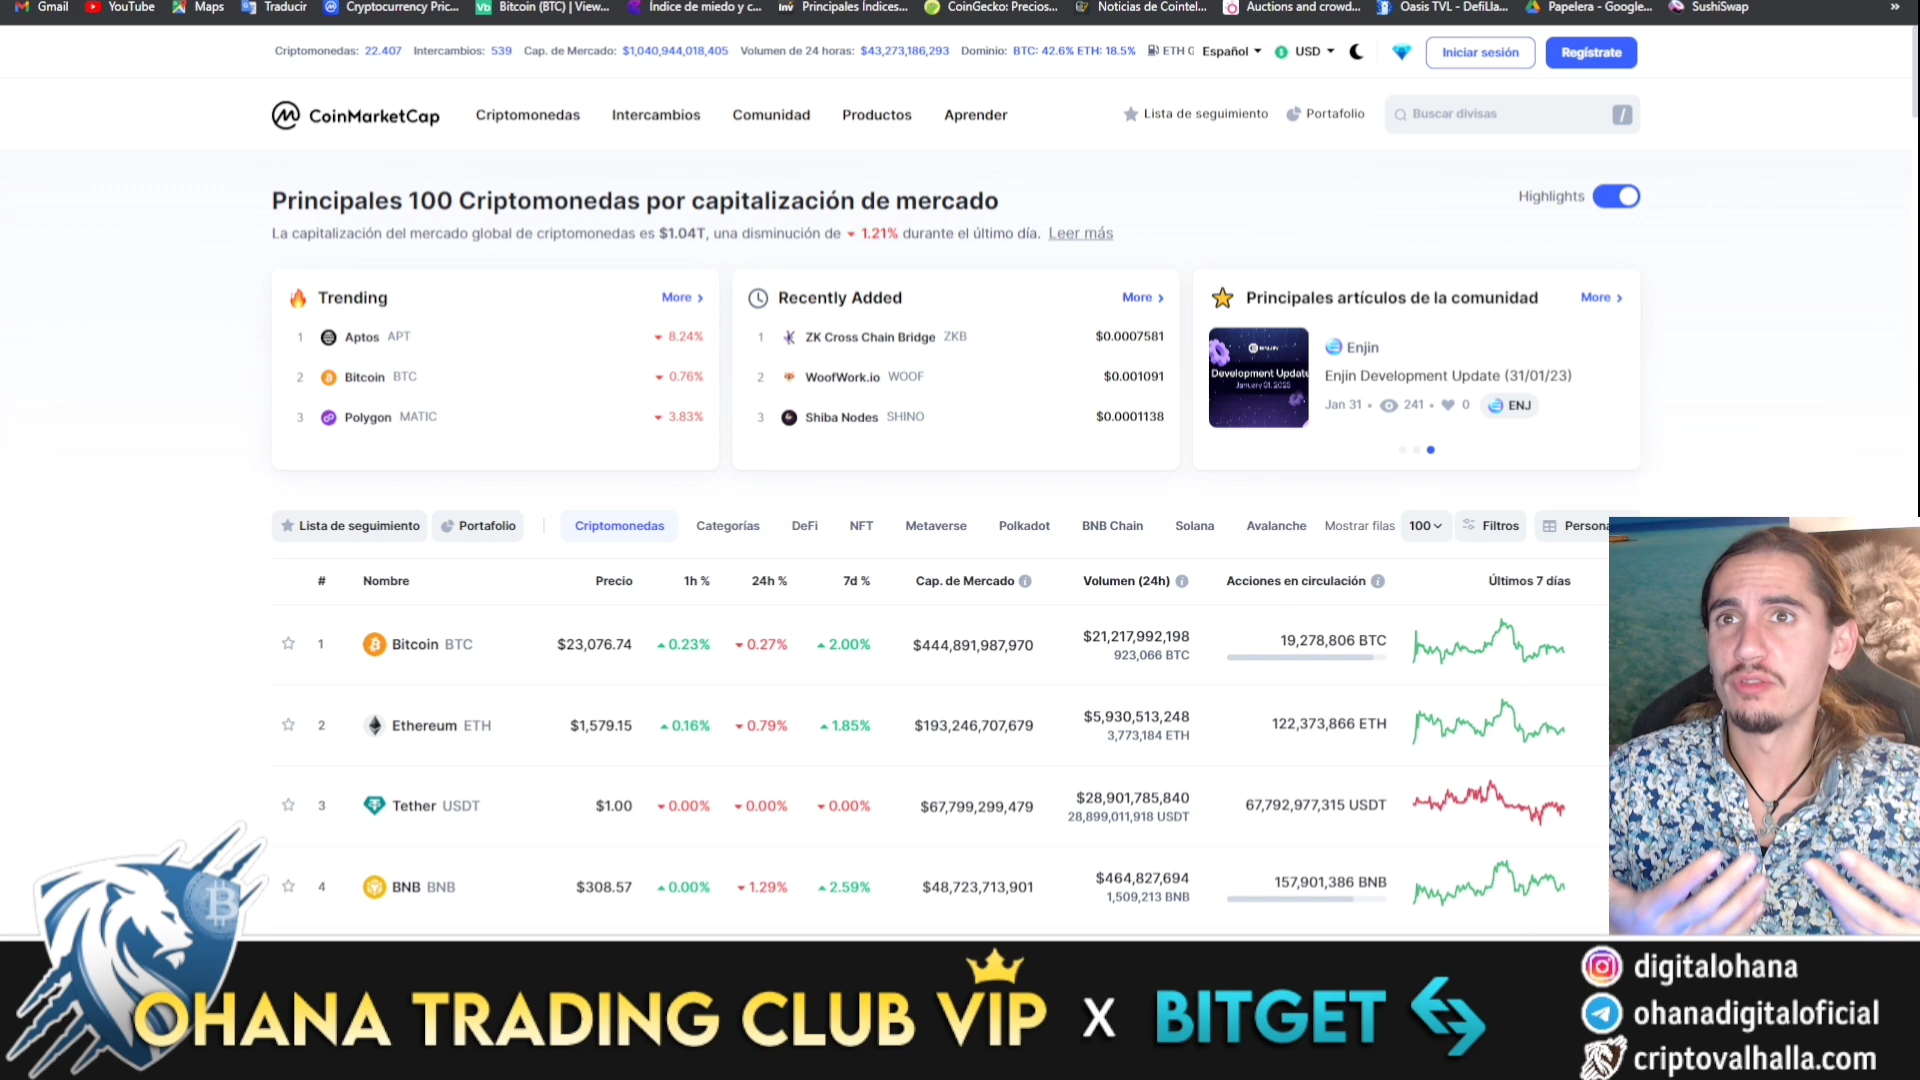 Gmail YouTube Maps Traducir Cryptocurrency Pric... Bitcoin (BTC) | View... Índice de miedo y c... Principales Índices... CoinGecko: Precios... Noticias de Cointel... Auctions and crowd... Oasis TVL - DefiLla... Papelera - Google... SushiSwap »
Criptomonedas: 22.407 Intercambios: 539 Cap. de Mercado: $1,040,944,018,405 Volumen de 24 horas: $43,273,186,293 Dominio: BTC: 42.6% ETH: 18.5% ETH G Español USD Iniciar sesión Regístrate
CoinMarketCap Criptomonedas Intercambios Comunidad Productos Aprender Lista de seguimiento Portafolio Buscar divisas /
Principales 100 Criptomonedas por capitalización de mercado Highlights
La capitalización del mercado global de criptomonedas es $1.04T, una disminución de 1.21% durante el último día. Leer más
Trending More
1 Aptos APT 8.24%
2 Bitcoin BTC 0.76%
3 Polygon MATIC 3.83%
Recently Added More
1 ZK Cross Chain Bridge ZKB $0.0007581
2 WoofWork.io WOOF $0.001091
3 Shiba Nodes SHINO $0.0001138
Principales artículos de la comunidad More
ENJIN
Development Update
January 31, 2023
Enjin
Enjin Development Update (31/01/23)
Jan 31 • 241 • 0 ENJ
Lista de seguimiento Portafolio Criptomonedas Categorías DeFi NFT Metaverse Polkadot BNB Chain Solana Avalanche Mostrar filas 100 Filtros Persona
# Nombre Precio 1h % 24h % 7d % Cap. de Mercado Volumen (24h) Acciones en circulación Últimos 7 días
1 Bitcoin BTC $23,076.74 0.23% 0.27% 2.00% $444,891,987,970 $21,217,992,198 19,278,806 BTC
923,066 BTC
2 Ethereum ETH $1,579.15 0.16% 0.79% 1.85% $193,246,707,679 $5,930,513,248 122,373,866 ETH
3,773,184 ETH
3 Tether USDT $1.00 0.00% 0.00% 0.00% $67,799,299,479 $28,901,785,840 67,792,977,315 USDT
28,899,011,918 USDT
4 BNB BNB $308.57 0.00% 1.29% 2.59% $48,723,713,901 $464,827,694 157,901,386 BNB
1,509,213 BNB
OHANA TRADING CLUB VIP X BITGET
digitalohana
ohanadigitaloficial
criptovalhalla.com